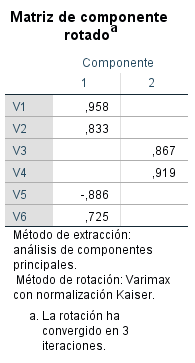 Matriz de componente
rotadoa
Componente
1 2
V1 ,958
V2 ,833
V3 ,867
V4 ,919
V5 -,886
V6 ,725
Método de extracción:
análisis de componentes
principales.
Método de rotación: Varimax
con normalización Kaiser.
a. La rotación ha
convergido en 3
iteraciones.